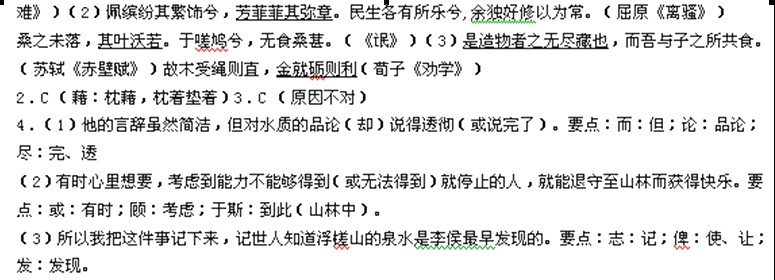 难》）（2）佩缤纷其繁饰兮，芳菲菲其弥章。民生各有所乐兮,余独好修以为常。（屈原《离骚》）
桑之未落，其叶沃若。于嗟鸠兮，无食桑葚。（《氓》）（3）是造物者之无尽藏也，而吾与子之所共食。
（苏轼《赤壁赋》）故木受绳则直，金就砺则利（荀子《劝学》）
2．C（藉：枕藉，枕着垫着）3．C（原因不对）
4．（1）他的言辞虽然简洁，但对水质的品论（却）说得透彻（或说完了）。要点：而：但；论：品论；
尽：完、透
（2）有时心里想要，考虑到能力不能够得到（或无法得到）就停止的人，就能退守至山林而获得快乐。要
点：或：有时；顾：考虑；于斯：到此（山林中）。
（3）所以我把这件事记下来，记世人知道浮槎山的泉水是李侯最早发现的。要点：志：记；俾：使、让；
发：发现。